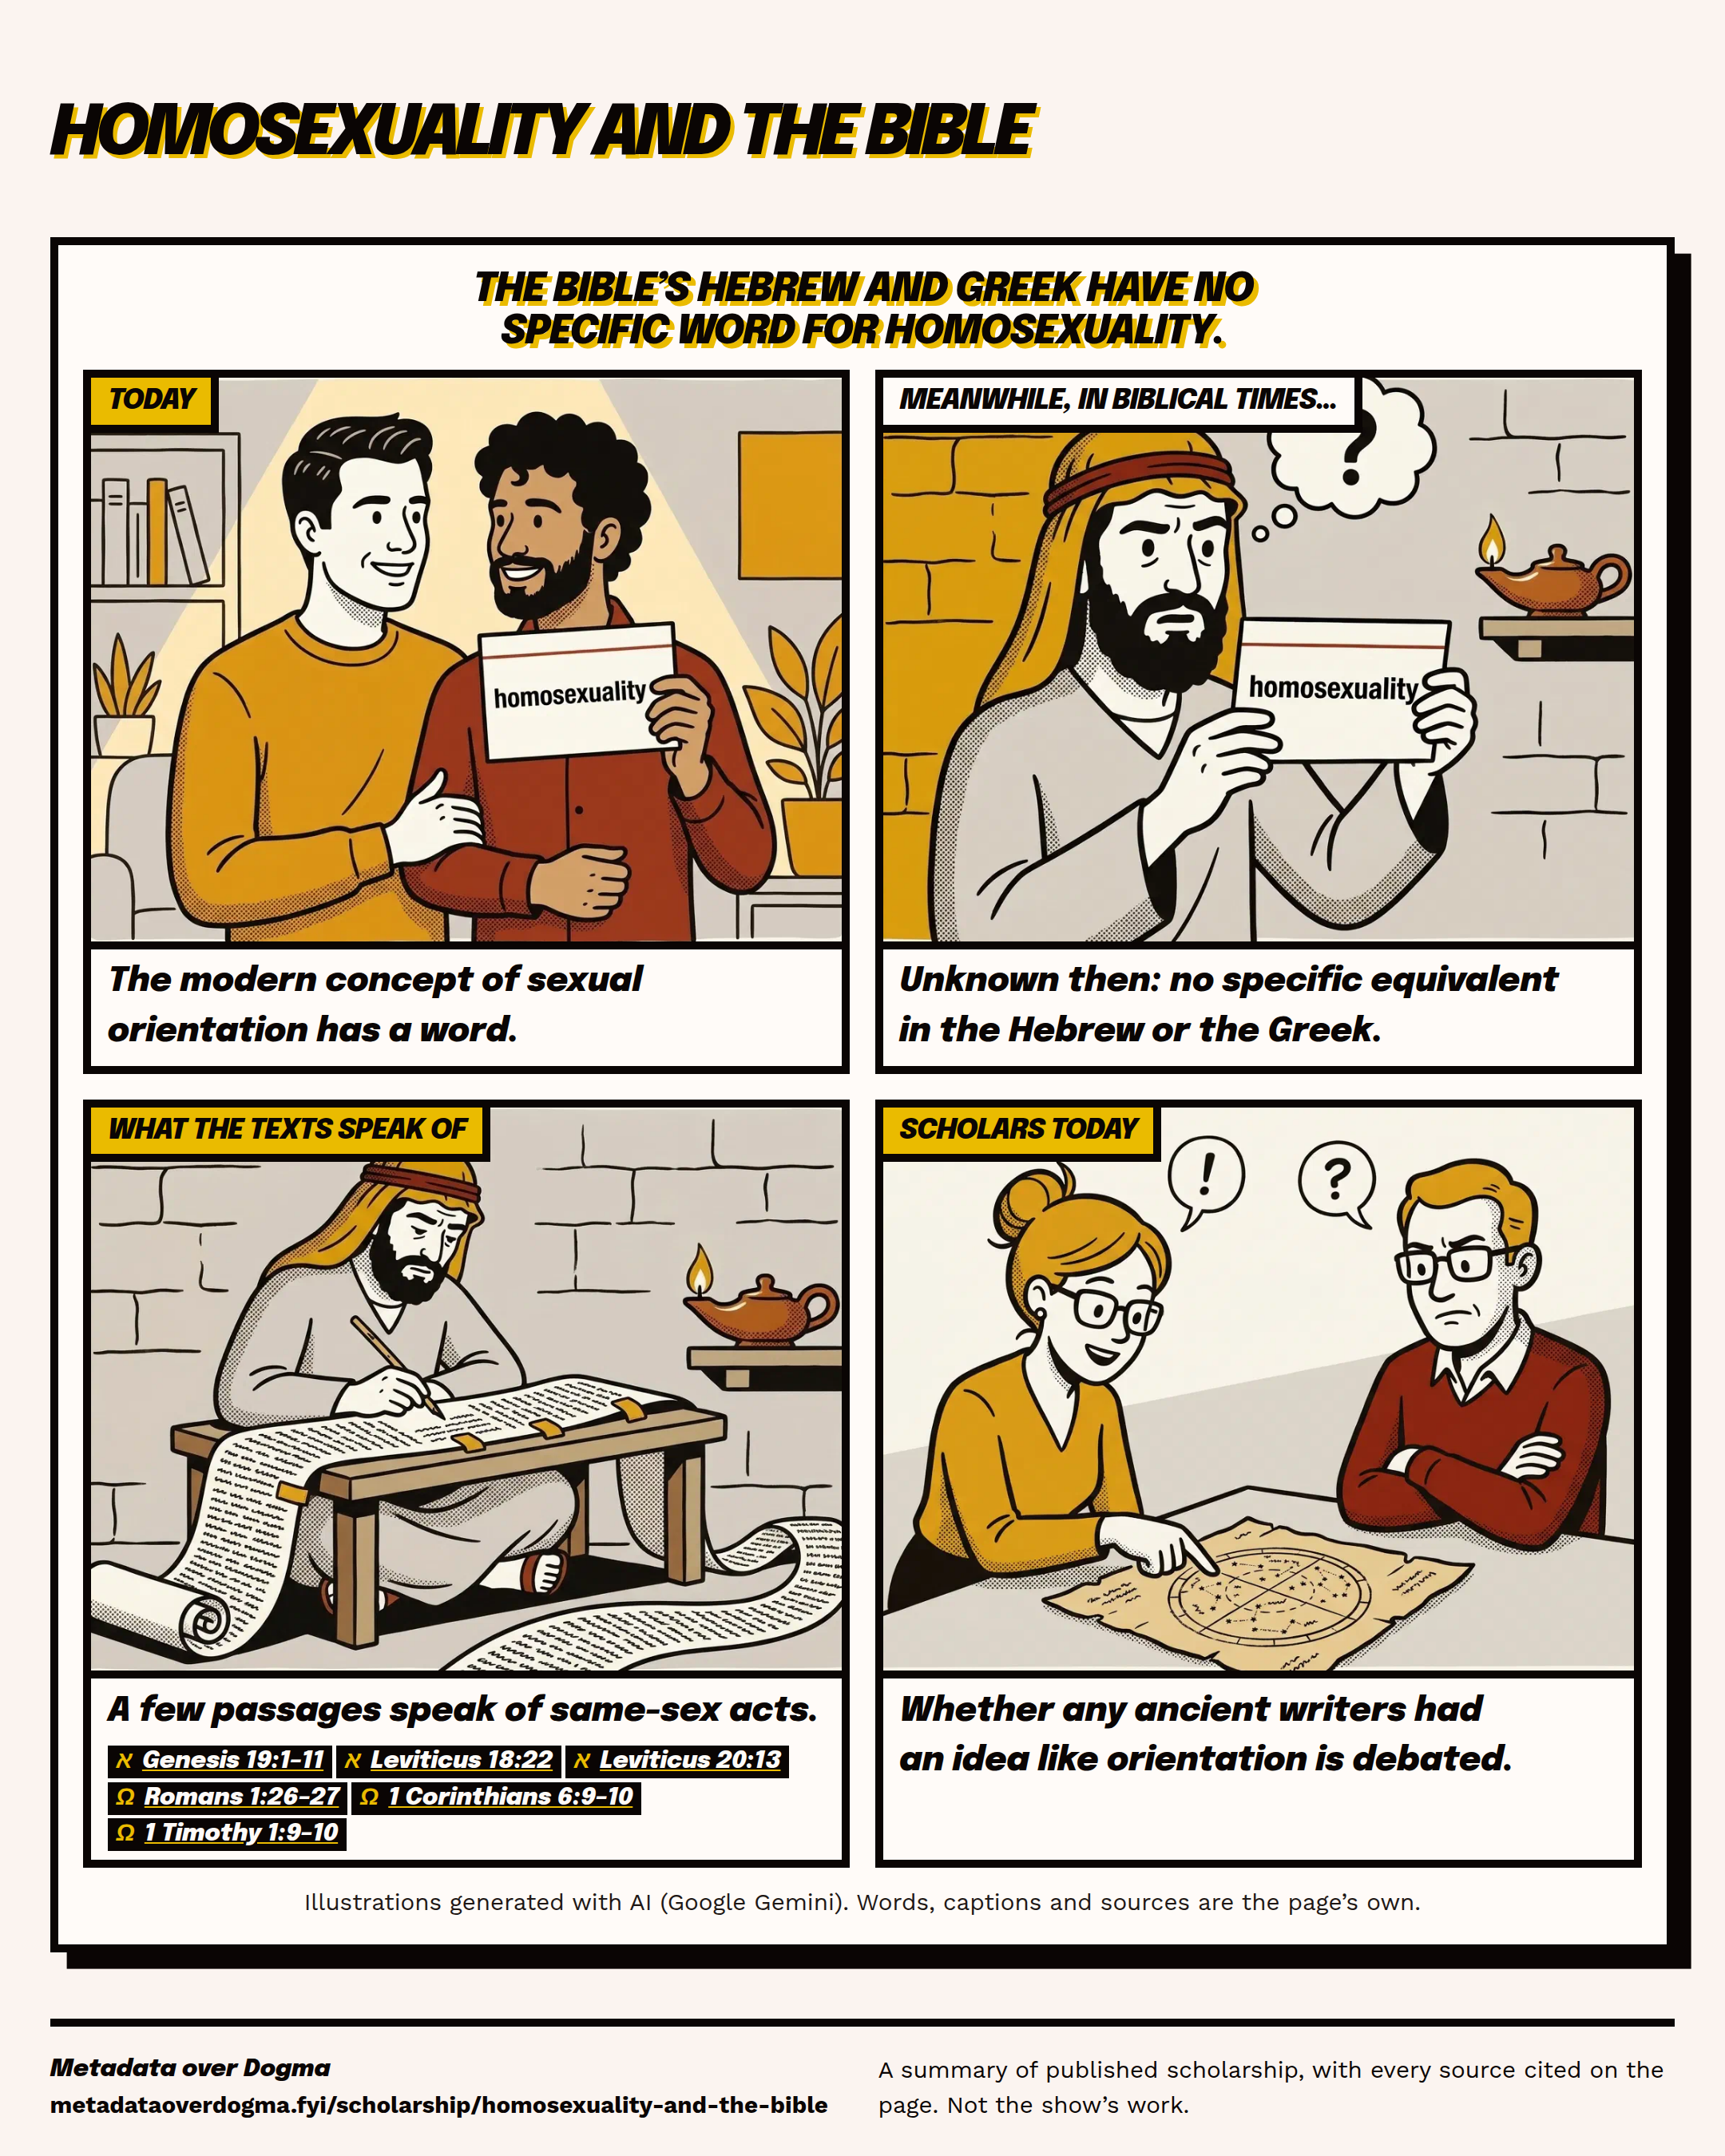 HOMOSEXUALITY AND THE BIBLE
THE BIBLE’S HEBREW AND GREEK HAVE NO
SPECIFIC WORD FOR HOMOSEXUALITY.
TODAY
homosexuality
The modern concept of sexual
orientation has a word.
MEANWHILE, IN BIBLICAL TIMES…
?
homosexuality
Unknown then: no specific equivalent
in the Hebrew or the Greek.
WHAT THE TEXTS SPEAK OF
A few passages speak of same-sex acts.
א Genesis 19:1–11 א Leviticus 18:22 א Leviticus 20:13
Ω Romans 1:26–27 Ω 1 Corinthians 6:9–10
Ω 1 Timothy 1:9–10
SCHOLARS TODAY
! ?
Whether any ancient writers had
an idea like orientation is debated.
Illustrations generated with AI (Google Gemini). Words, captions and sources are the page’s own.
Metadata over Dogma
metadataoverdogma.fyi/scholarship/homosexuality-and-the-bible
A summary of published scholarship, with every source cited on the
page. Not the show’s work.